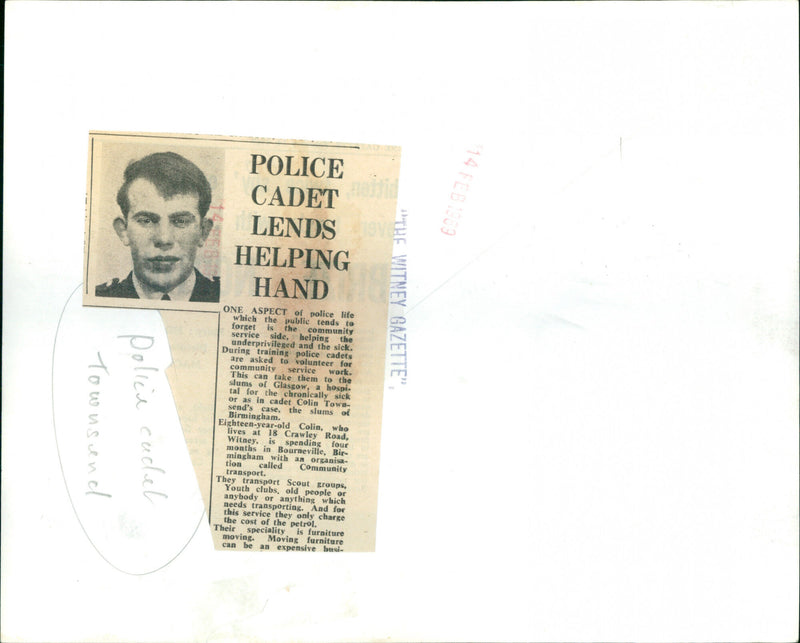 POLICE
CADET
LENDS
HELPING
HAND
ONE ASPECT of police life
which the public tends to
forget is the community
service side, helping the
underprivileged and the sick.
During training police cadets
are asked to volunteer for
community service work.
This can take them to the
slums of Glasgow, a hospi-
tal for the chronically sick
or as in cadet Colin Town-
send's case, the slums of
Birmingham.
Eighteen-year-old Colin, who
lives at 18 Crawley Road,
Witney, is spending four
months in Bourneville, Bir-
mingham with an organisa-
tion called Community
transport.
They transport Scout groups,
Youth clubs, old people or
anybody or anything which
needs transporting. And for
this service they only charge
the cost of the petrol.
Their speciality is furniture
moving. Moving furniture
can be an expensive busi-
"THE WITNEY GAZETTE",
14 FEB 1969
14 FEB
Police cadet
Townsend